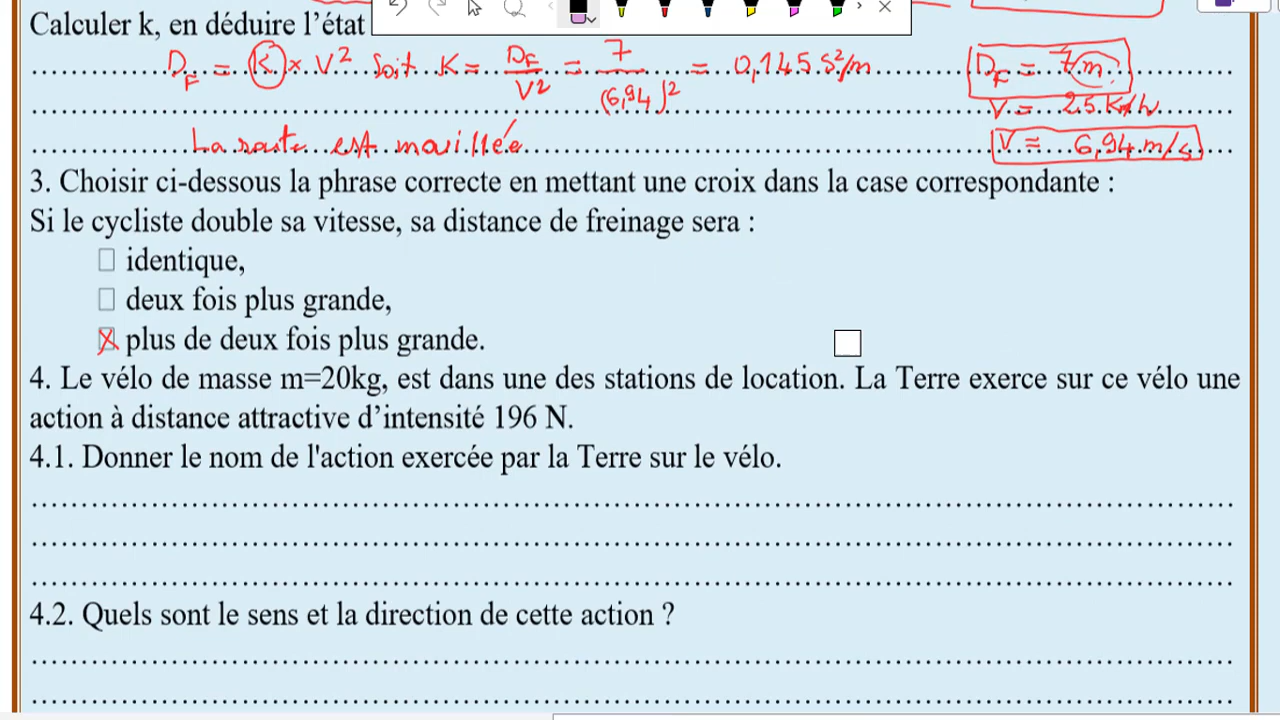 Calculer k, en déduire l’état
D_F = K × V² soit K = D_F / V² = 7 / (6,94)² = 0,145 s²/m
D_F = 7m
V = 25 K/h
La route est mouillée
V = 6,94 m/s
3. Choisir ci-dessous la phrase correcte en mettant une croix dans la case correspondante :
Si le cycliste double sa vitesse, sa distance de freinage sera :
identique,
deux fois plus grande,
X plus de deux fois plus grande.
4. Le vélo de masse m=20kg, est dans une des stations de location. La Terre exerce sur ce vélo une
action à distance attractive d’intensité 196 N.
4.1. Donner le nom de l'action exercée par la Terre sur le vélo.
4.2. Quels sont le sens et la direction de cette action ?